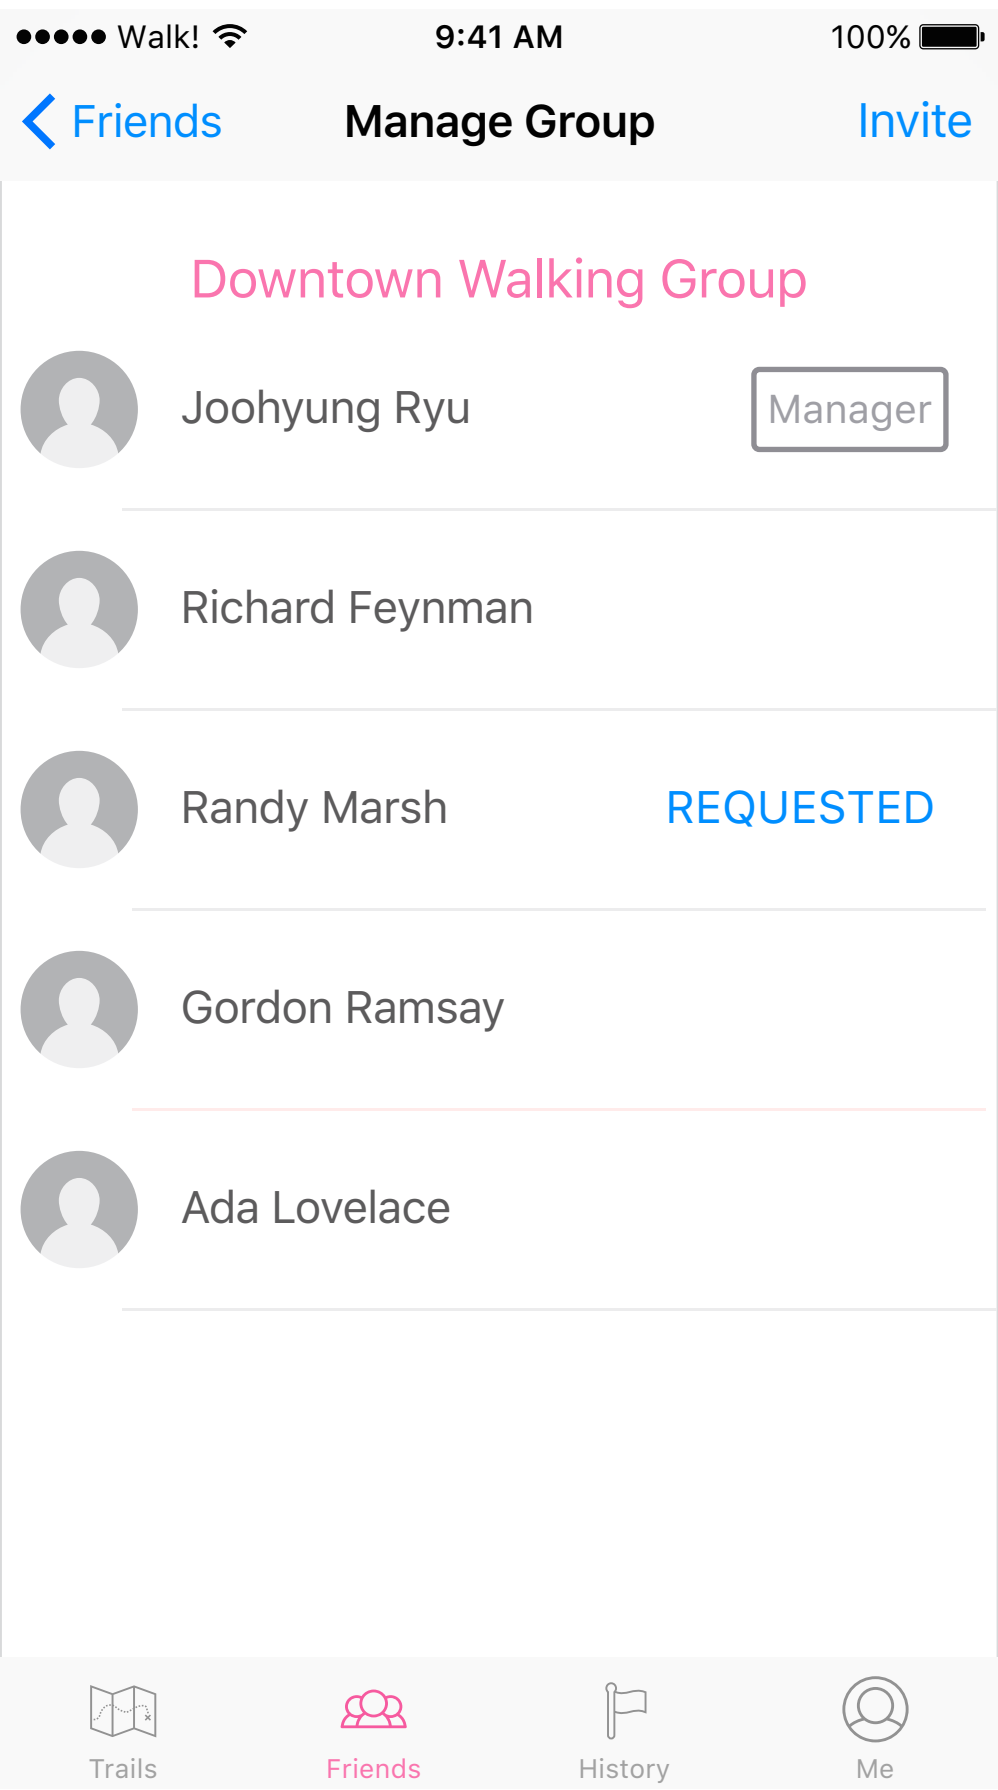 Walk! 9:41 AM 100%
Friends Manage Group Invite
Downtown Walking Group
Joohyung Ryu Manager
Richard Feynman
Randy Marsh REQUESTED
Gordon Ramsay
Ada Lovelace
Trails Friends History Me